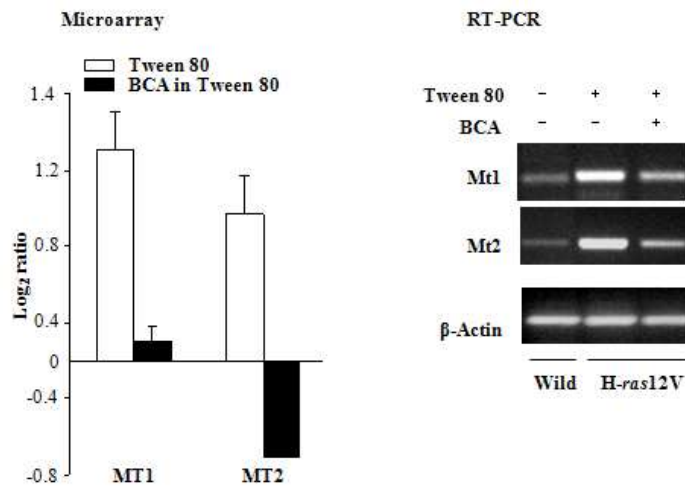 Microarray
Tween 80
BCA in Tween 80
Log2 ratio
1.4
1.2
0.8
0.4
0
-0.4
-0.8
MT1 MT2
RT-PCR
Tween 80 - + +
BCA - - +
Mt1
Mt2
β-Actin
Wild H-ras12V